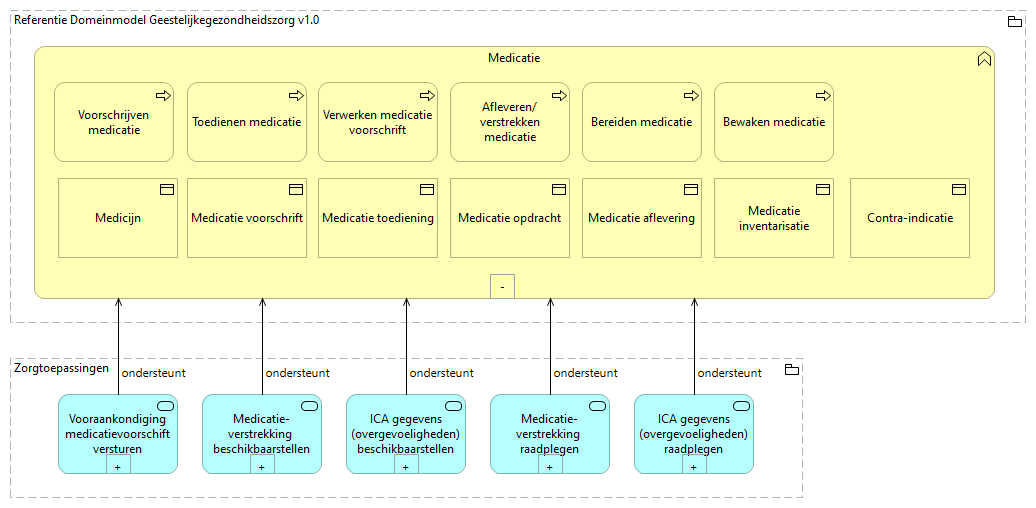 Referentie Domeinmodel Geestelijkegezondheidszorg v1.0
Medicatie
Voorschrijven
medicatie
Toedienen medicatie
Verwerken medicatie
voorschrift
Afleveren/
verstrekken
medicatie
Bereiden medicatie
Bewaken medicatie
Medicijn
Medicatie voorschrift
Medicatie toediening
Medicatie opdracht
Medicatie aflevering
Medicatie
inventarisatie
Contra-indicatie
-
Zorgtoepassingen
ondersteunt
ondersteunt
ondersteunt
ondersteunt
ondersteunt
Vooraankondiging
medicatievoorschift
versturen
+
Medicatie-
verstrekking
beschikbaarstellen
+
ICA gegevens
(overgevoeligheden)
beschikbaarstellen
+
Medicatie-
verstrekking
raadplegen
+
ICA gegevens
(overgevoeligheden)
raadplegen
+